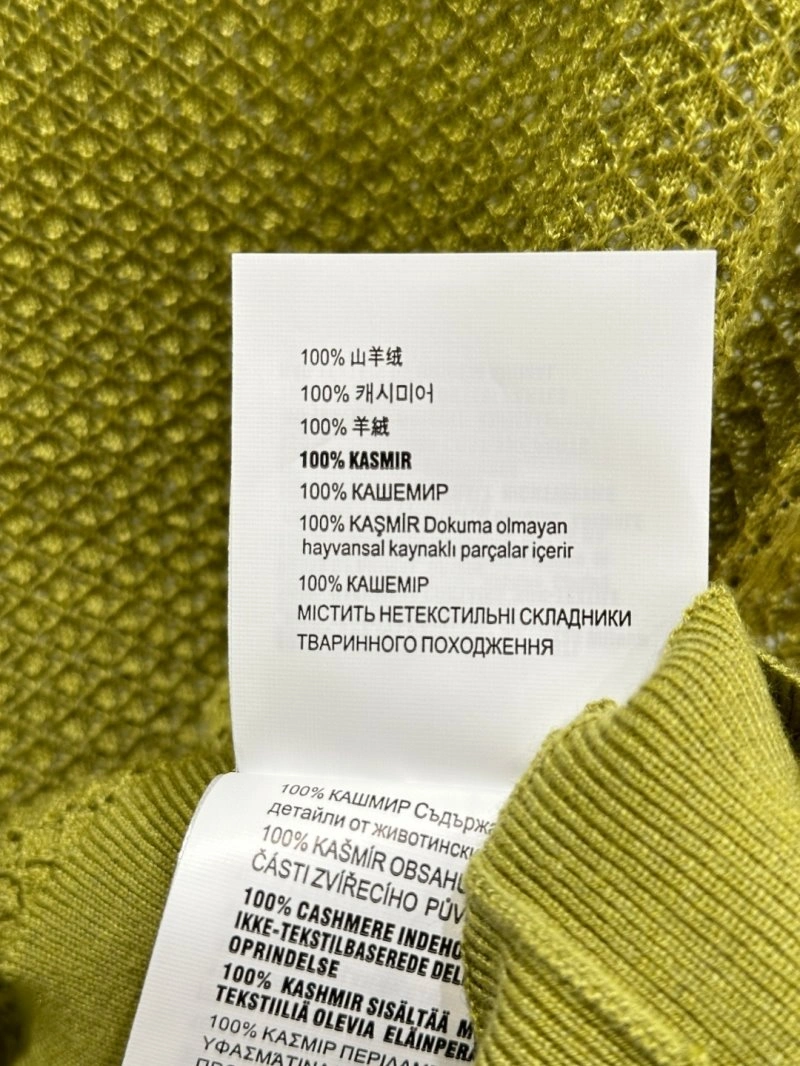 100% 山羊绒
100% 캐시미어
100% 羊絨
100% KASMIR
100% КАШЕМИР
100% KAŞMİR Dokuma olmayan
hayvansal kaynaklı parçalar içerir
100% КАШЕМІР
МІСТИТЬ НЕТЕКСТИЛЬНІ СКЛАДНИКИ
ТВАРИННОГО ПОХОДЖЕННЯ
100% КАШМИР Съдържа
детайли от животинск
100% KAŠMÍR OBSAHU
ČÁSTI ZVÍŘECÍHO PŮV
100% CASHMERE INDEHO
IKKE-TEKSTILBASEREDE DEL
OPRINDELSE
100% KASHMIR SISÄLTÄÄ M
TEKSTIILIÄ OLEVIA ELÄINPERÄ
100% ΚΑΣΜΙΡ ΠΕΡΙΛΑΜ
ΥΦΑΣΜΑΤΙΝΑ